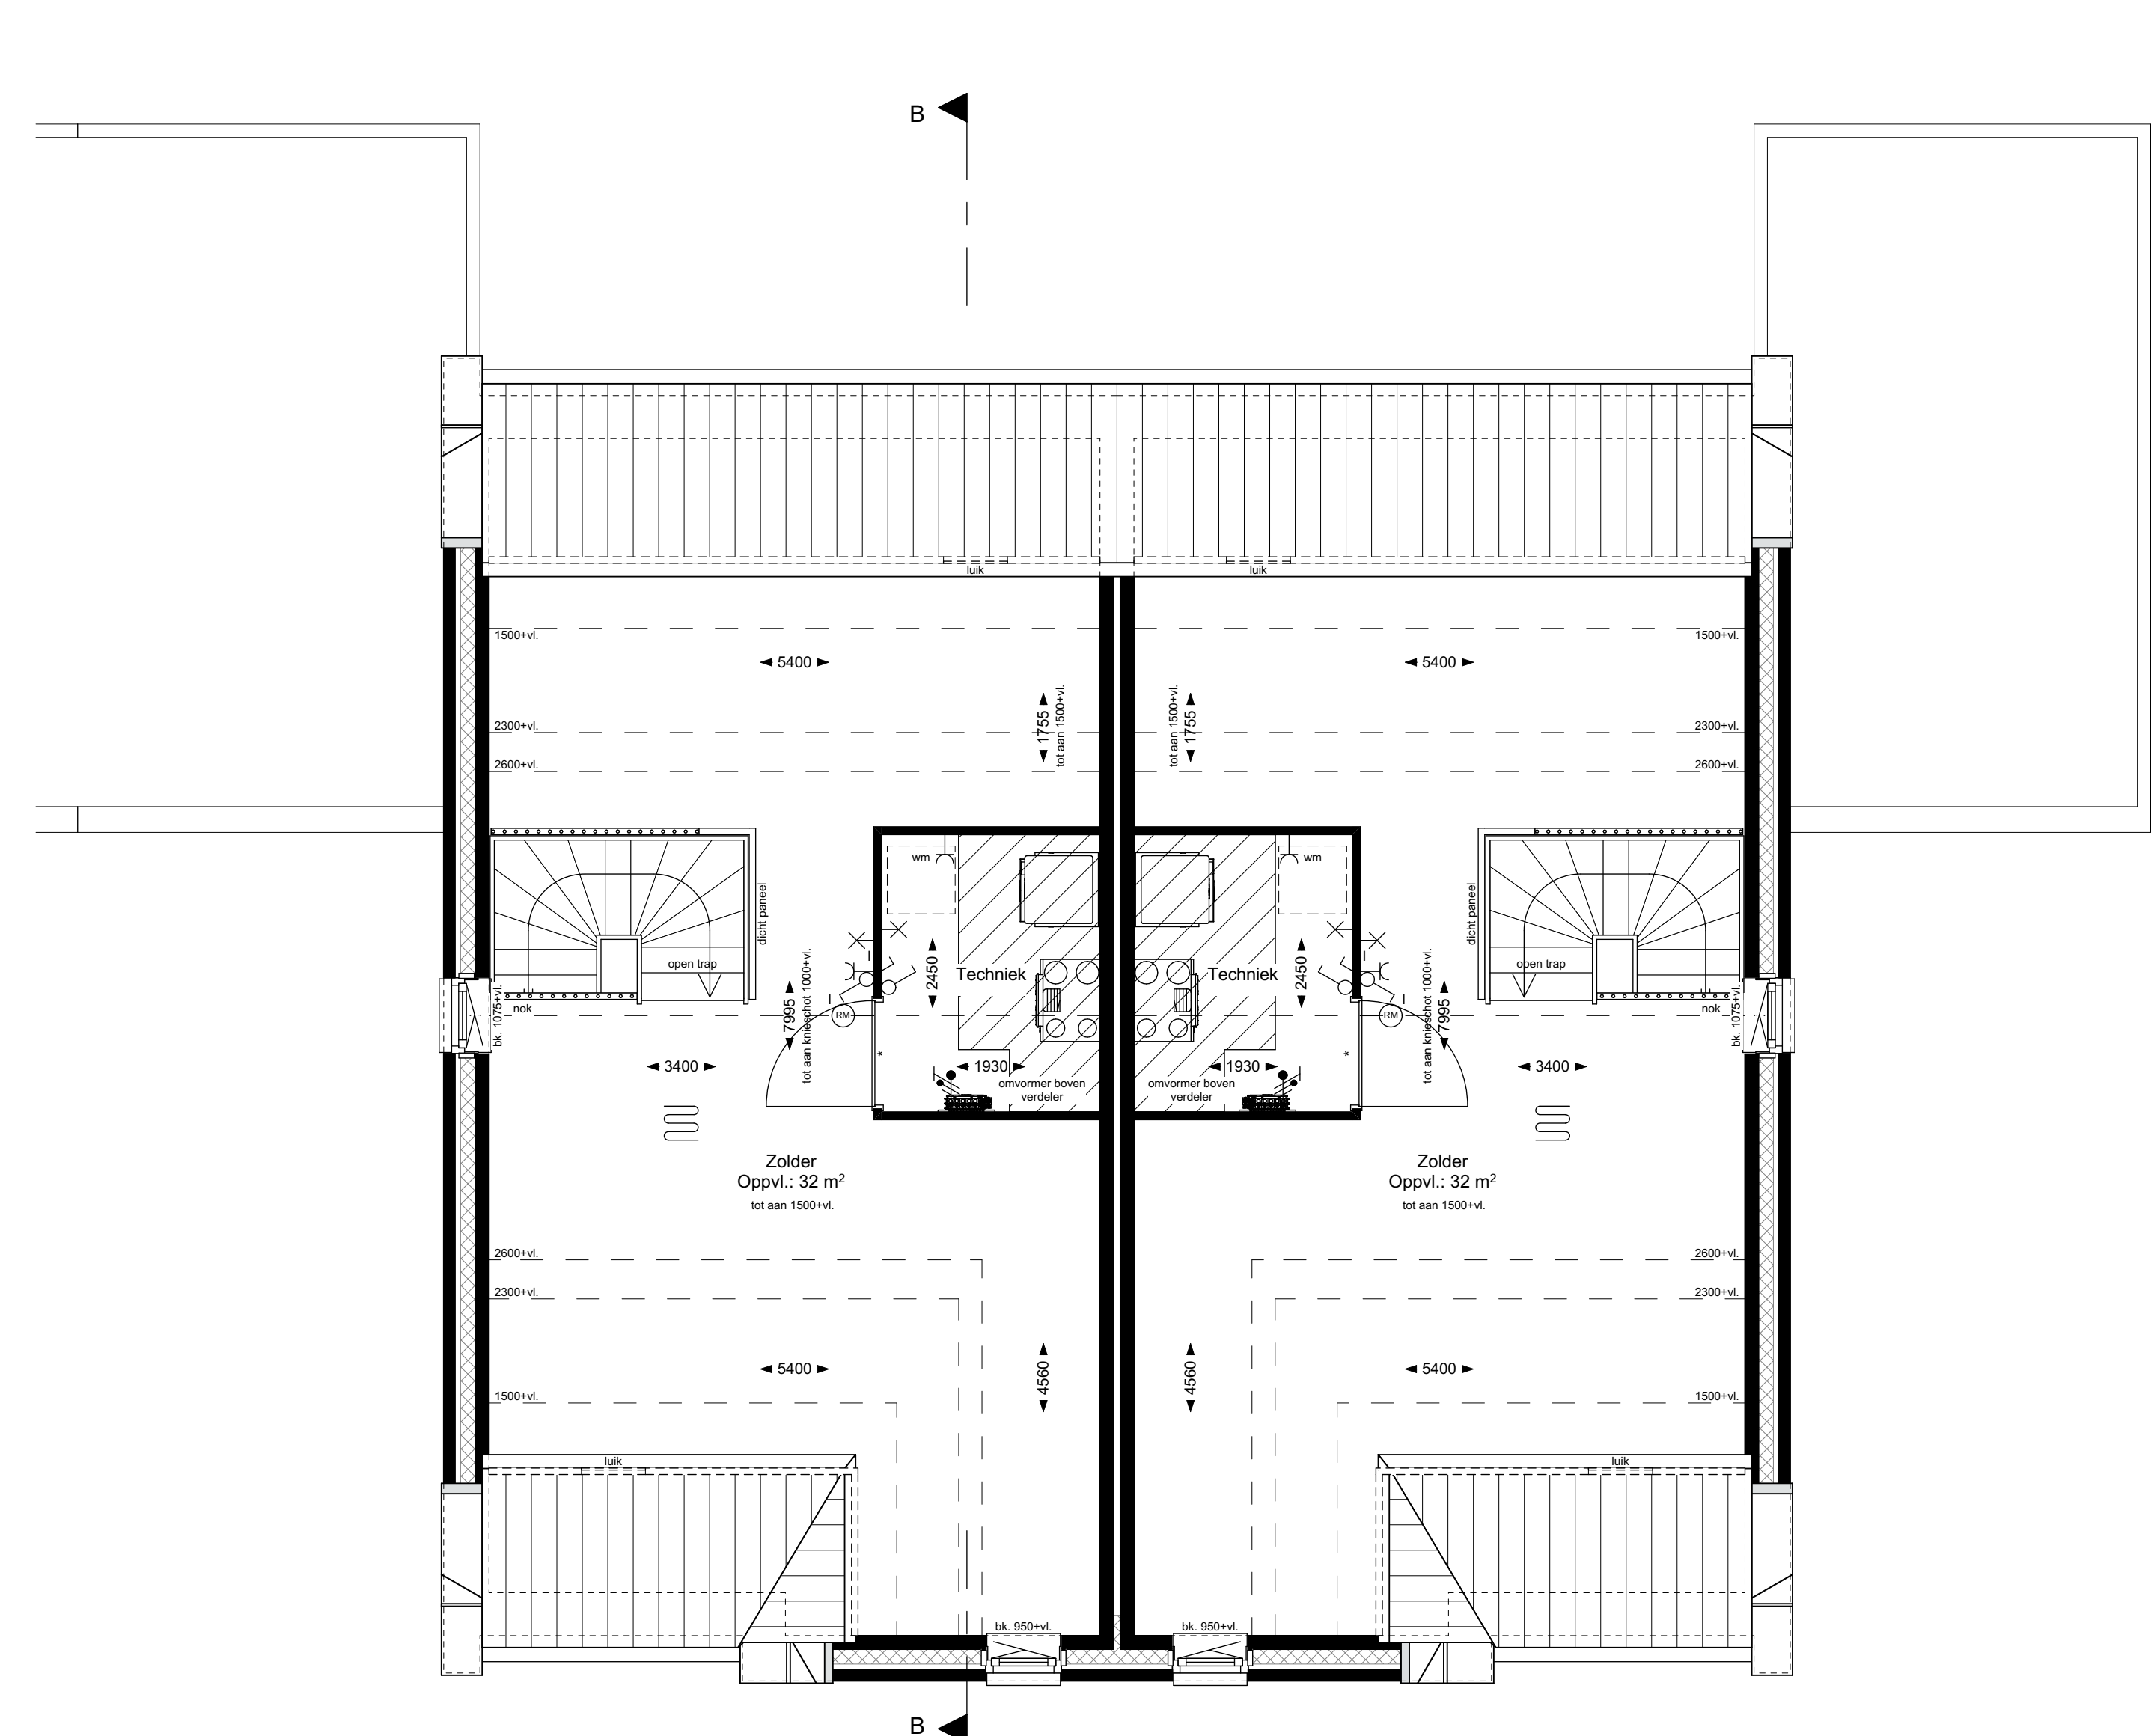 B
luik
luik
1500+vl.
1500+vl.
5400
5400
1755
tot aan 1500+vl.
tot aan 1500+vl.
1755
2300+vl.
2300+vl.
2600+vl.
2600+vl.
wm
wm
dicht paneel
dicht paneel
open trap
open trap
Techniek
Techniek
2450
2450
bk. 1075+vl.
nok
nok
bk. 1075+vl.
7995
tot aan knieschot 1000+vl.
RM
RM
tot aan knieschot 1000+vl.
7995
*
*
3400
1930
1930
3400
omvormer boven
verdeler
omvormer boven
verdeler
Zolder
Oppvl.: 32 m²
tot aan 1500+vl.
Zolder
Oppvl.: 32 m²
tot aan 1500+vl.
2600+vl.
2600+vl.
2300+vl.
2300+vl.
5400
4560
4560
5400
1500+vl.
1500+vl.
luik
luik
bk. 950+vl.
bk. 950+vl.
B